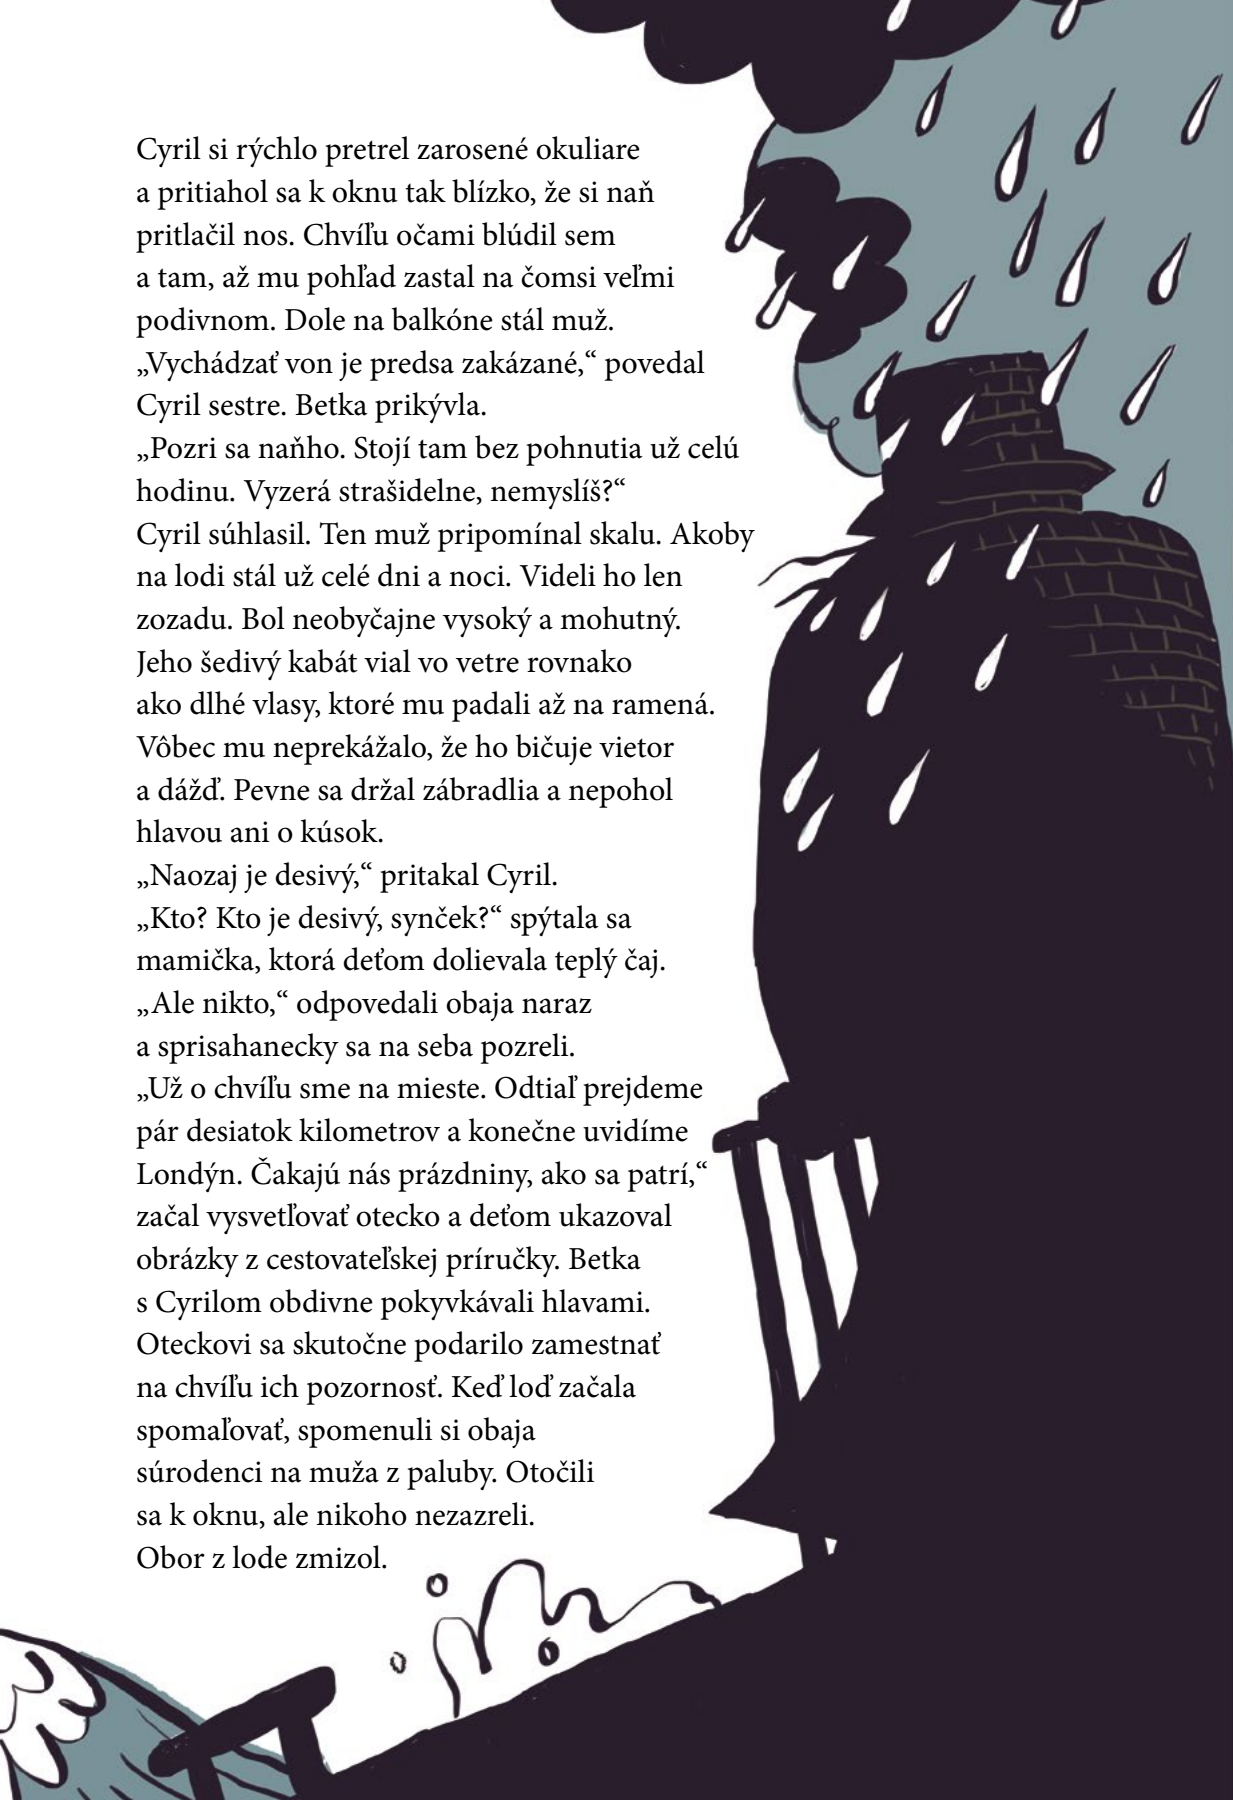 Cyril si rýchlo pretrel zarosené okuliare
a pritiahol sa k oknu tak blízko, že si naň
pritlačil nos. Chvíľu očami blúdil sem
a tam, až mu pohľad zastal na čomsi veľmi
podivnom. Dole na balkóne stál muž.
„Vychádzať von je predsa zakázané,“ povedal
Cyril sestre. Betka prikývla.
„Pozri sa naňho. Stojí tam bez pohnutia už celú
hodinu. Vyzerá strašidelne, nemyslíš?“
Cyril súhlasil. Ten muž pripomínal skalu. Akoby
na lodi stál už celé dni a noci. Videli ho len
zozadu. Bol neobyčajne vysoký a mohutný.
Jeho šedivý kabát vial vo vetre rovnako
ako dlhé vlasy, ktoré mu padali až na ramená.
Vôbec mu neprekážalo, že ho bičuje vietor
a dážď. Pevne sa držal zábradlia a nepohol
hlavou ani o kúsok.
„Naozaj je desivý,“ pritakal Cyril.
„Kto? Kto je desivý, synček?“ spýtala sa
mamička, ktorá deťom dolievala teplý čaj.
„Ale nikto,“ odpovedali obaja naraz
a sprisahanecky sa na seba pozreli.
„Už o chvíľu sme na mieste. Odtiaľ prejdeme
pár desiatok kilometrov a konečne uvidíme
Londýn. Čakajú nás prázdniny, ako sa patrí,“
začal vysvetľovať otecko a deťom ukazoval
obrázky z cestovateľskej príručky. Betka
s Cyrilom obdivne pokyvkávali hlavami.
Oteckovi sa skutočne podarilo zamestnať
na chvíľu ich pozornosť. Keď loď začala
spomaľovať, spomenuli si obaja
súrodenci na muža z paluby. Otočili
sa k oknu, ale nikoho nezazreli.
Obor z lode zmizol.